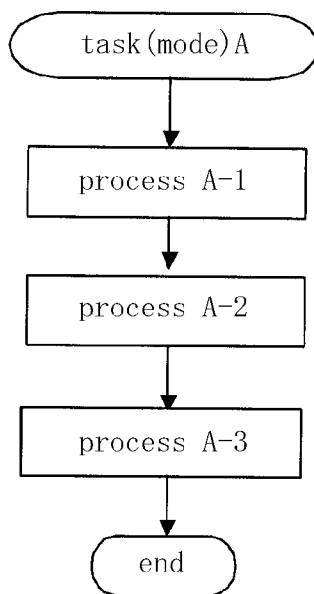 task(mode)A
process A-1
process A-2
process A-3
end